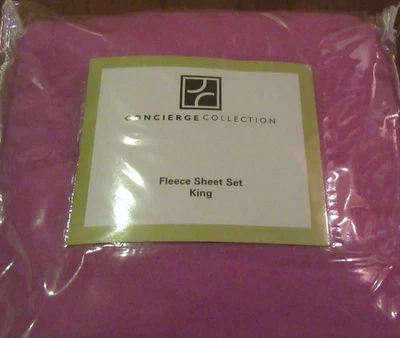 CONCIERGE COLLECTION
Fleece Sheet Set
King